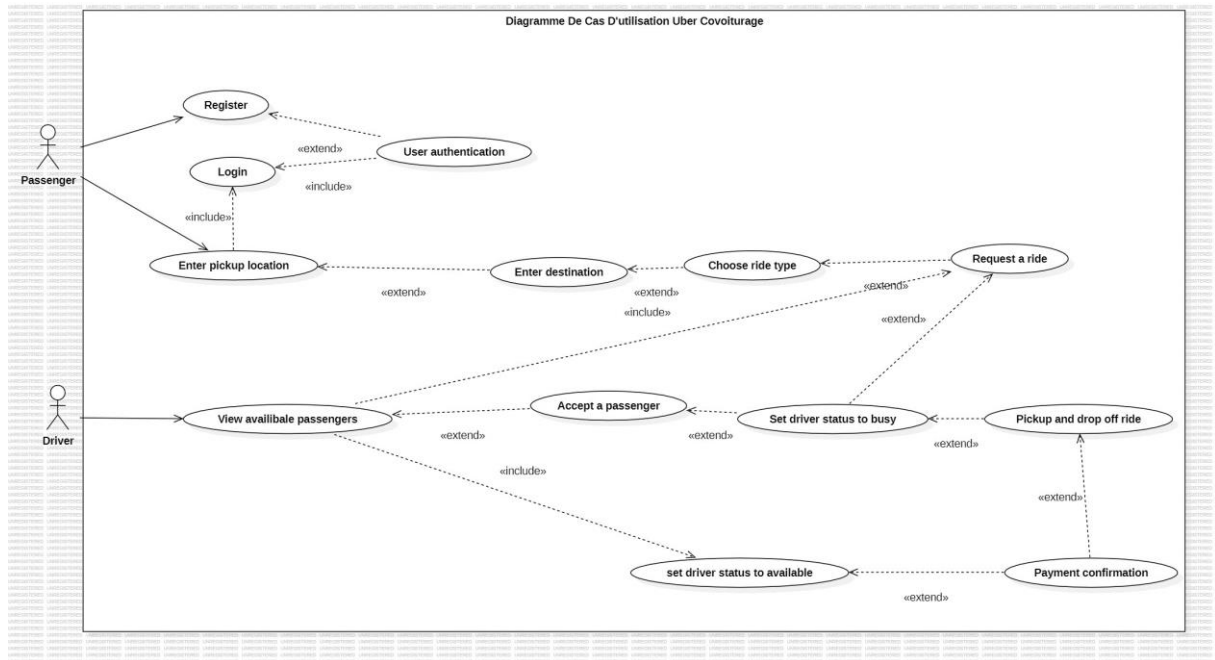 Diagramme De Cas D'utilisation Uber Covoiturage
Register
«extend»
User authentication
Passenger
Login
«include»
«include»
Enter pickup location
«extend»
Enter destination
«extend»
Choose ride type
«extend»
Request a ride
«include»
«extend»
Driver
View availibale passengers
«extend»
Accept a passenger
«extend»
Set driver status to busy
«extend»
Pickup and drop off ride
«include»
«extend»
set driver status to available
«extend»
Payment confirmation
UNREGISTERED